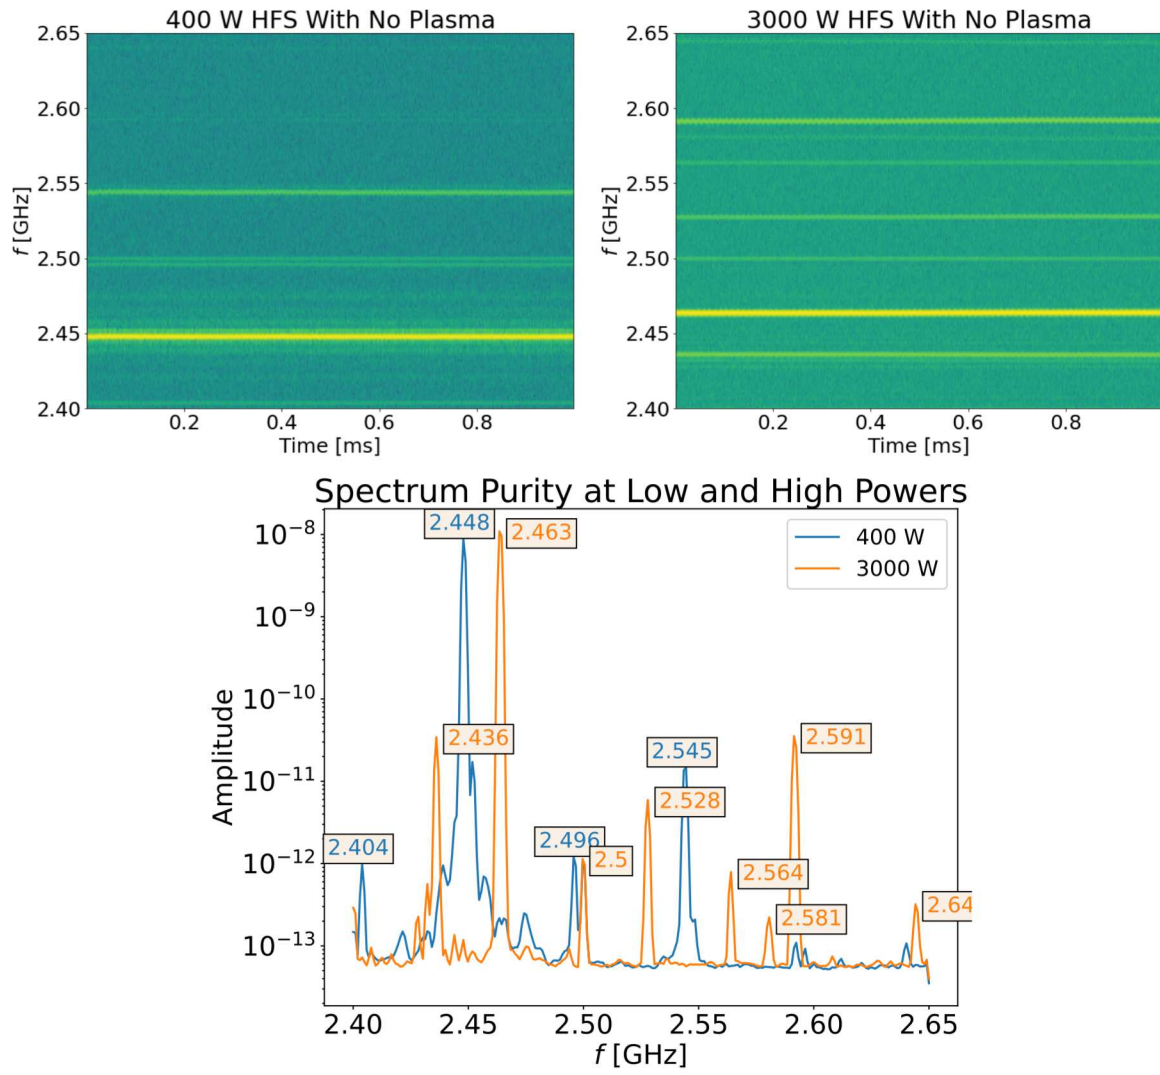 400 W HFS With No Plasma
2.65
2.60
2.55
2.50
2.45
2.40
f [GHz]
0.2 0.4 0.6 0.8
Time [ms]
3000 W HFS With No Plasma
2.65
2.60
2.55
2.50
2.45
2.40
f [GHz]
0.2 0.4 0.6 0.8
Time [ms]
Spectrum Purity at Low and High Powers
10⁻⁸
10⁻⁹
10⁻¹⁰
10⁻¹¹
10⁻¹²
10⁻¹³
Amplitude
2.448
2.463
400 W
3000 W
2.436
2.591
2.545
2.528
2.404
2.496
2.5
2.564
2.581
2.64
2.40 2.45 2.50 2.55 2.60 2.65
f [GHz]